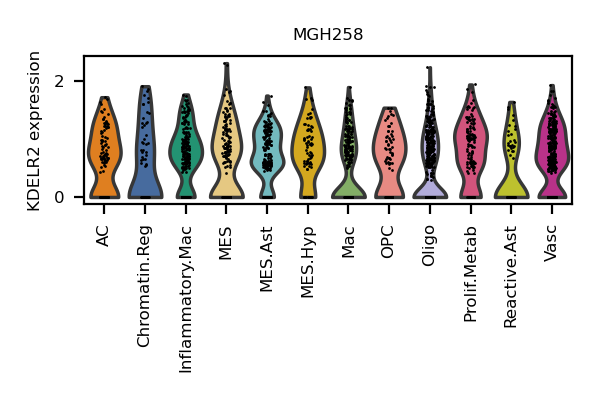 MGH258
KDELR2 expression
2
0
AC
Chromatin.Reg
Inflammatory.Mac
MES
MES.Ast
MES.Hyp
Mac
OPC
Oligo
Prolif.Metab
Reactive.Ast
Vasc